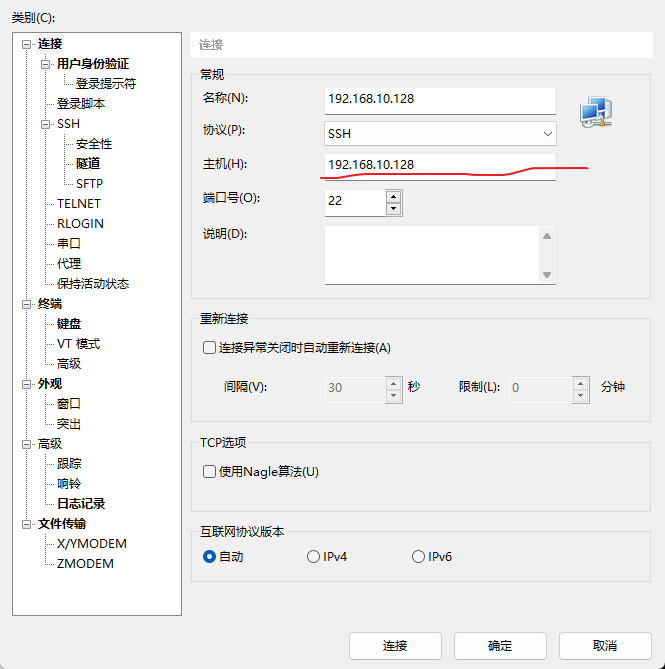 类别(C):
连接
用户身份验证
登录提示符
登录脚本
SSH
安全性
隧道
SFTP
TELNET
RLOGIN
串口
代理
保持活动状态
终端
键盘
VT 模式
高级
外观
窗口
突出
高级
跟踪
响铃
日志记录
文件传输
X/YMODEM
ZMODEM
连接
常规
名称(N): 192.168.10.128
协议(P): SSH
主机(H): 192.168.10.128
端口号(O): 22
说明(D):
重新连接
连接异常关闭时自动重新连接(A)
间隔(V): 30 秒 限制(L): 0 分钟
TCP选项
使用Nagle算法(U)
互联网协议版本
自动 IPv4 IPv6
连接 确定 取消